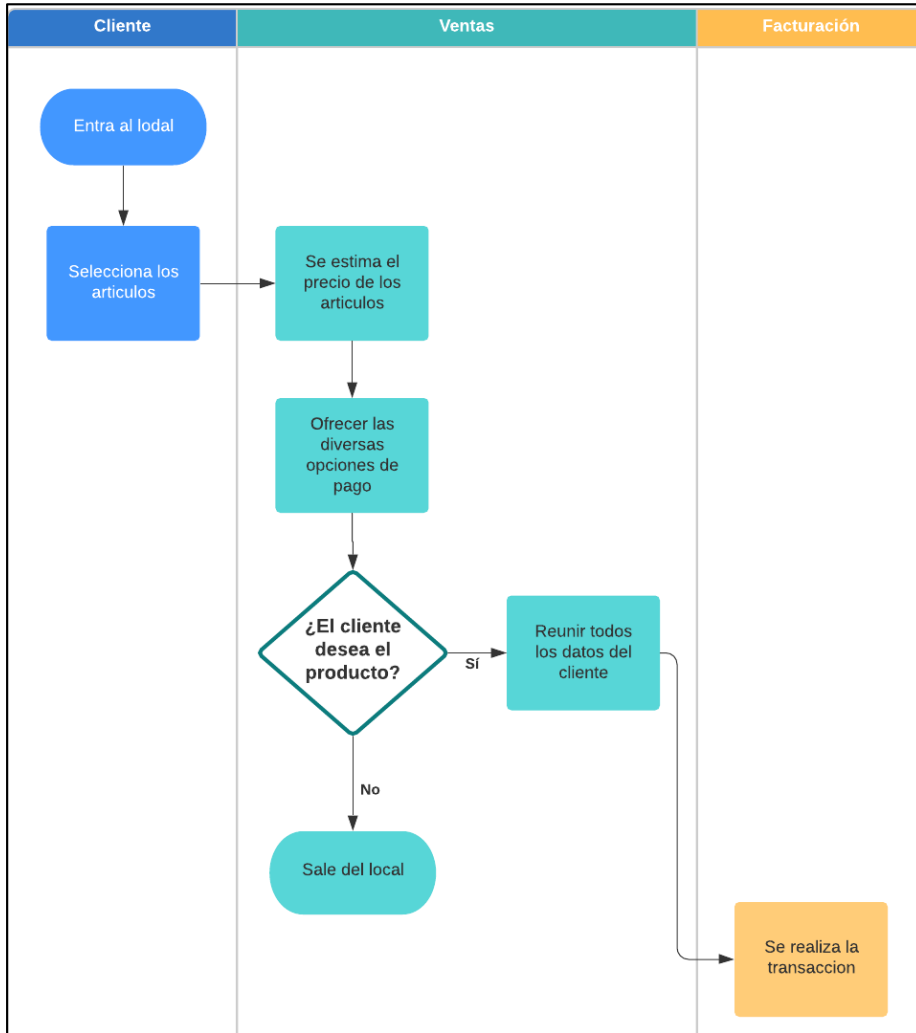 Cliente
Ventas
Facturación
Entra al lodal
Selecciona los
articulos
Se estima el
precio de los
articulos
Ofrecer las
diversas
opciones de
pago
¿El cliente
desea el
producto?
Sí
Reunir todos
los datos del
cliente
No
Sale del local
Se realiza la
transaccion